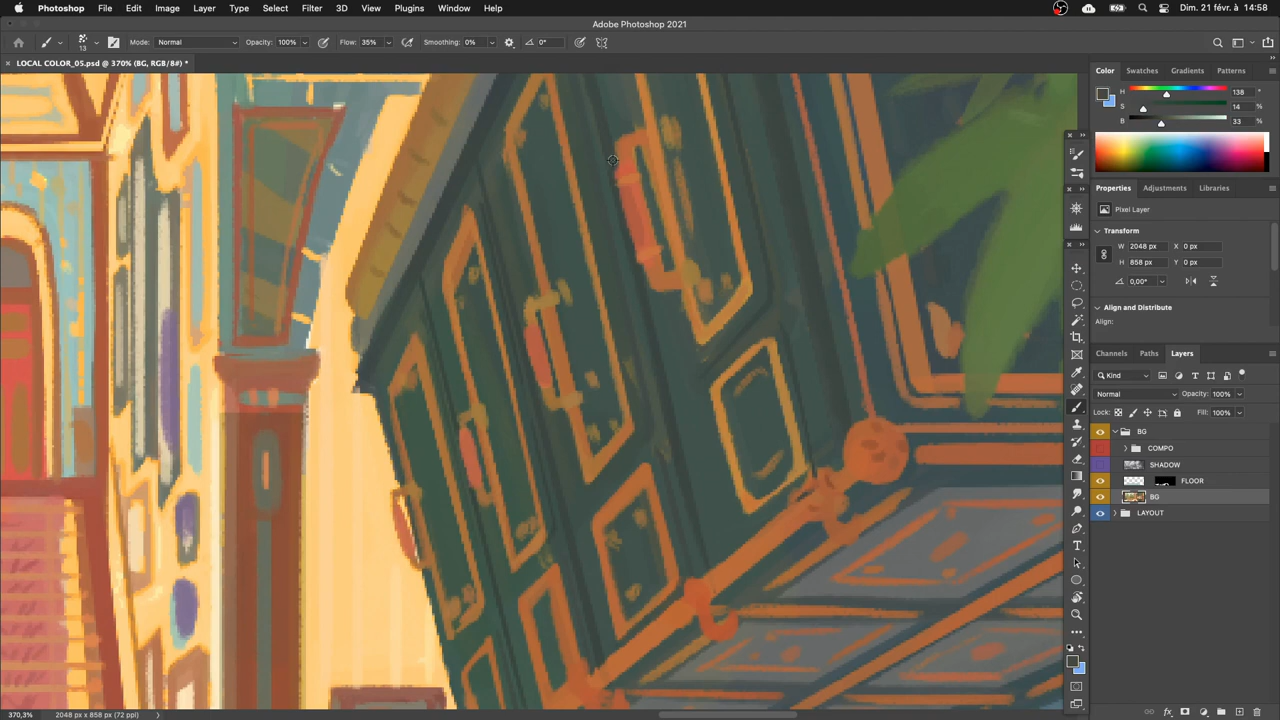 Photoshop File Edit Image Layer Type Select Filter 3D View Plugins Window Help Dim. 21 févr à 14:58
Adobe Photoshop 2021
13 Mode: Normal Opacity: 100% Flow: 35% Smoothing: 0% 0°
LOCAL COLOR_05.psd @ 370% (BG, RGB/8#) *
Color Swatches Gradients Patterns
H 138 °
S 14 %
B 33 %
Properties Adjustments Libraries
Pixel Layer
Transform
W 2048 px X 0 px
H 858 px Y 0 px
0,00°
Align and Distribute
Align:
Channels Paths Layers
Kind
Normal Opacity: 100%
Lock: Fill: 100%
BG
COMPO
SHADOW
FLOOR
BG
LAYOUT
370,3% 2048 px x 858 px (72 ppi)